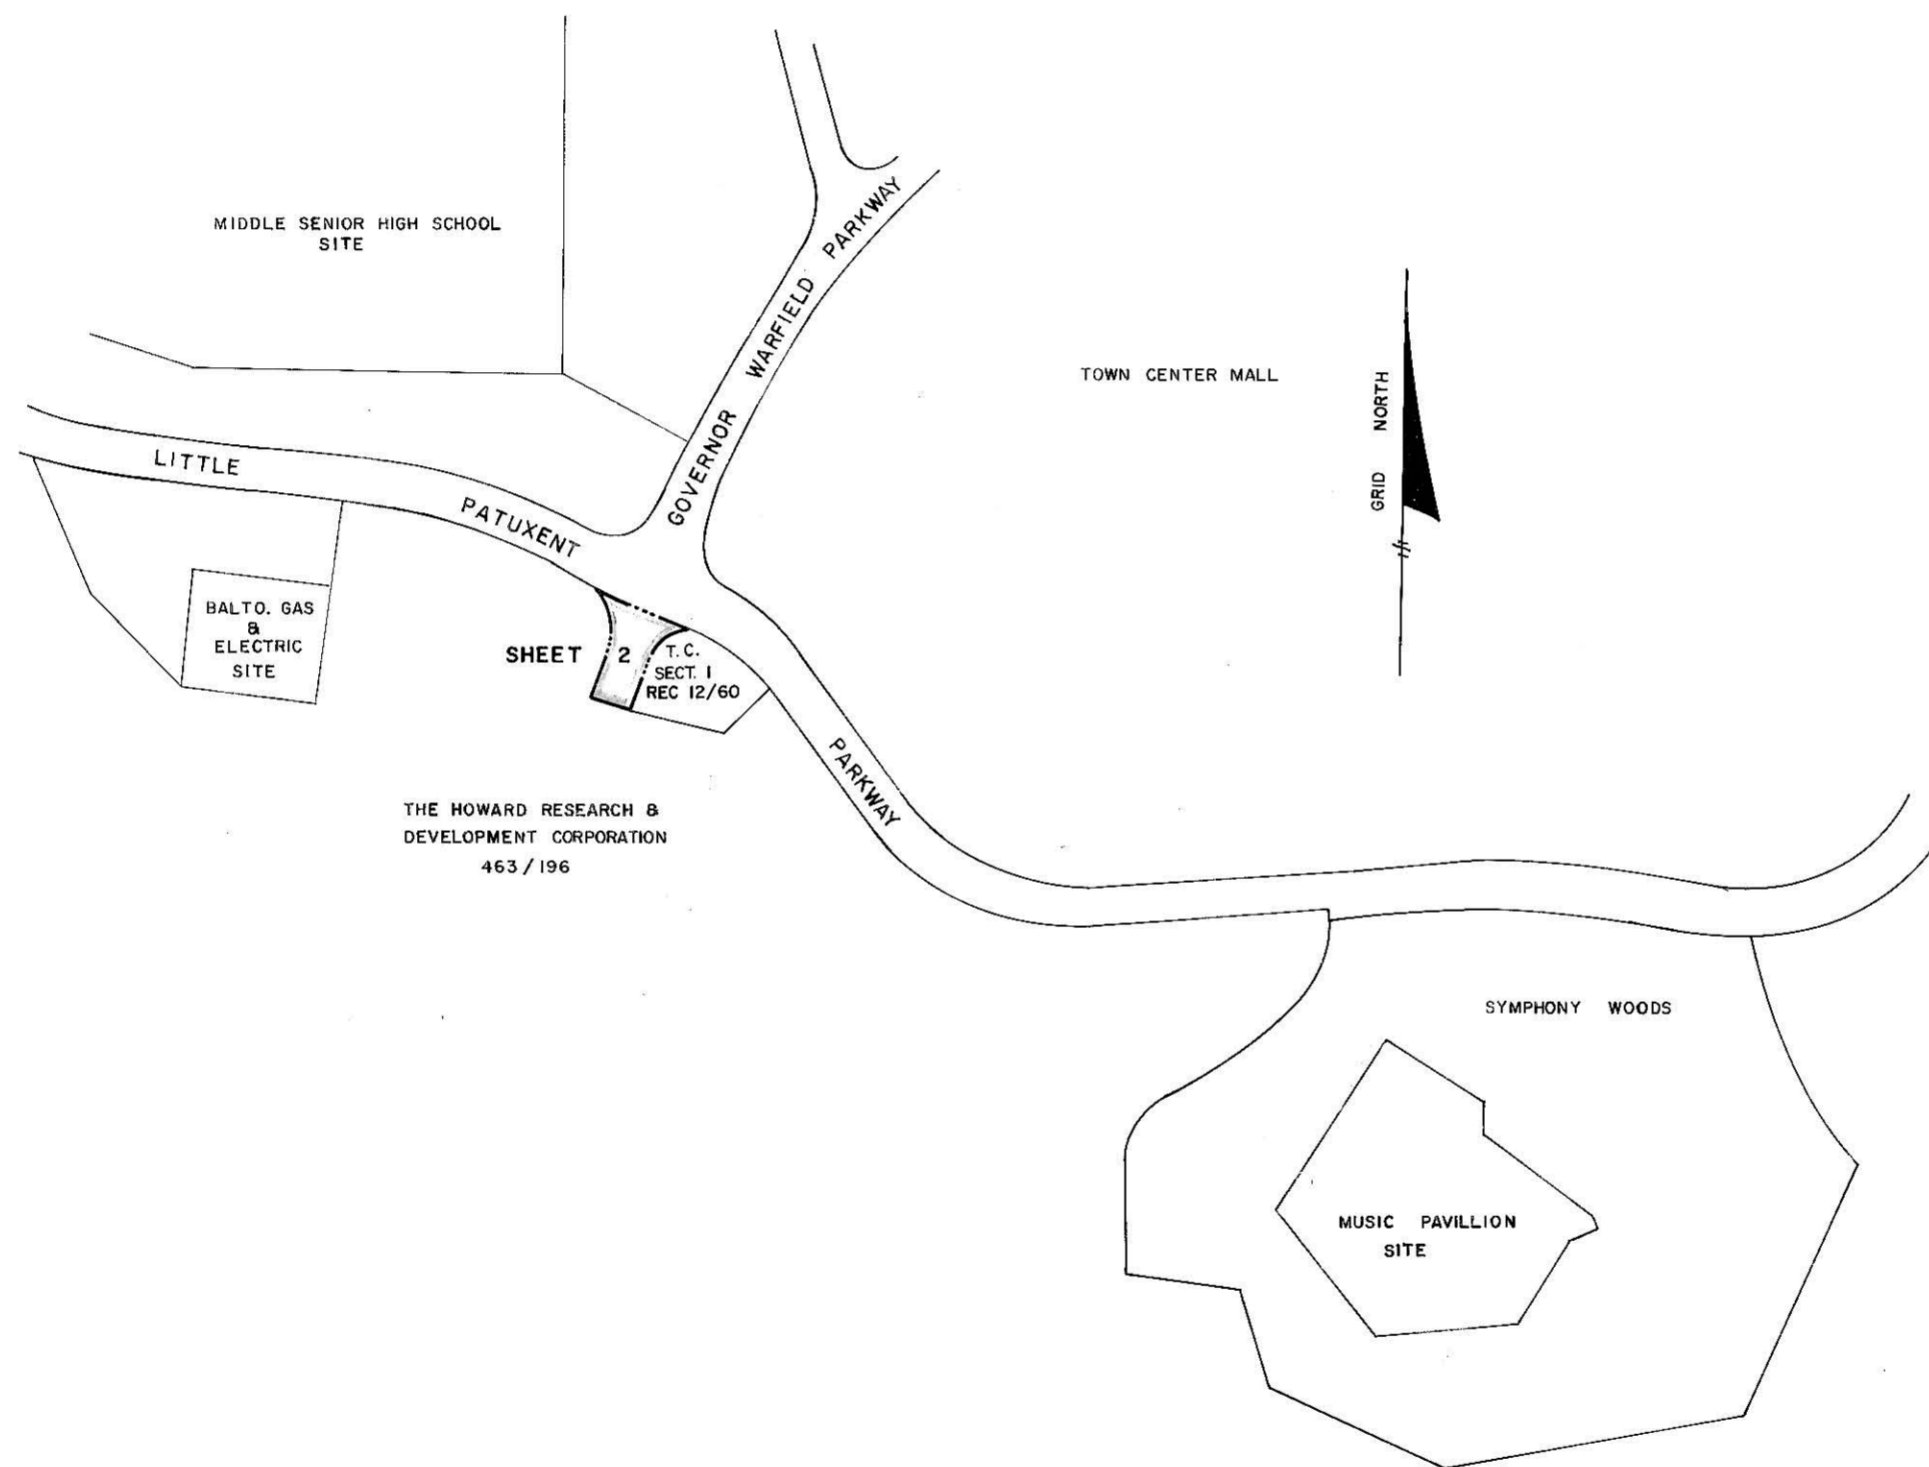 MIDDLE SENIOR HIGH SCHOOL
SITE
GOVERNOR WARFIELD PARKWAY
TOWN CENTER MALL
GRID NORTH
LITTLE PATUXENT PARKWAY
BALTO. GAS
&
ELECTRIC
SITE
SHEET 2
T.C.
SECT. 1
REC 12/60
THE HOWARD RESEARCH &
DEVELOPMENT CORPORATION
463/196
SYMPHONY WOODS
MUSIC PAVILLION
SITE